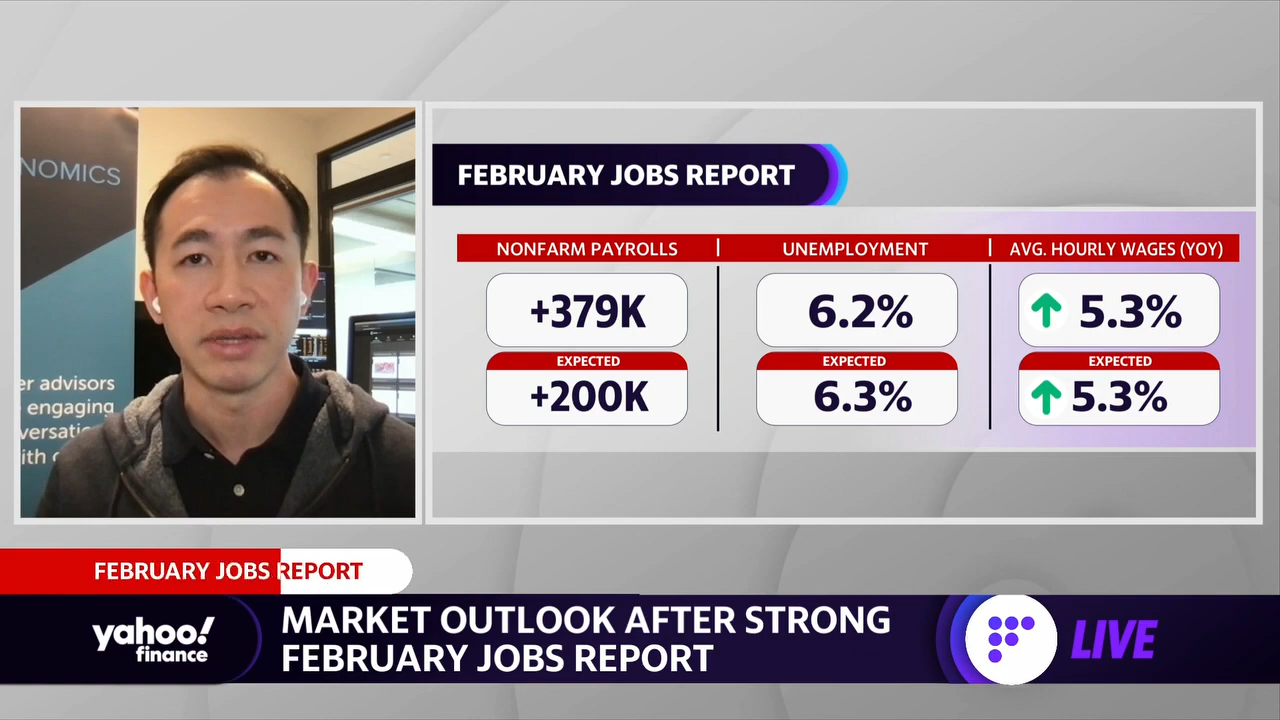 NOMICS
er advisors
engaging
versatio
ith
FEBRUARY JOBS REPORT
NONFARM PAYROLLS
UNEMPLOYMENT
AVG. HOURLY WAGES (YOY)
+379K
6.2%
5.3%
EXPECTED
EXPECTED
EXPECTED
+200K
6.3%
5.3%
FEBRUARY JOBS REPORT
yahoo!
finance
MARKET OUTLOOK AFTER STRONG
FEBRUARY JOBS REPORT
LIVE